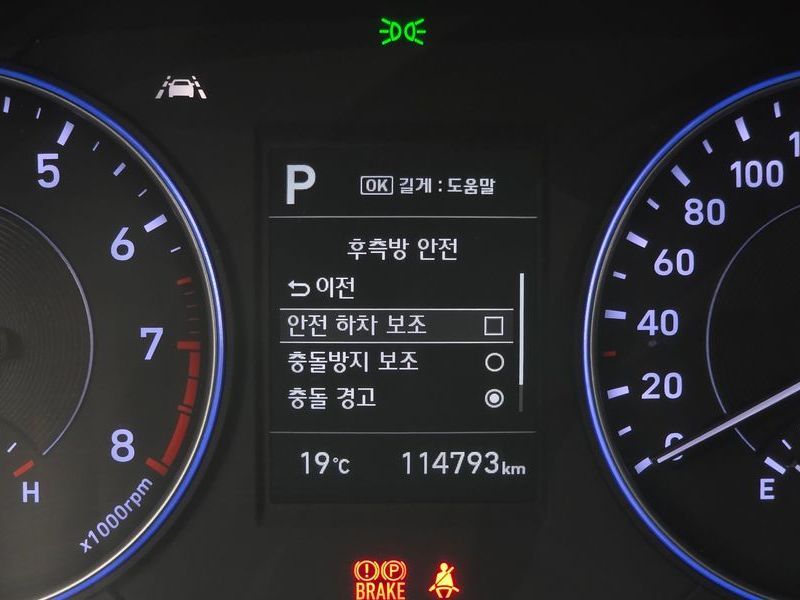 P
OK 길게 : 도움말
후측방 안전
이전
안전 하차 보조
충돌방지 보조
충돌 경고
19℃ 114793km
5
6
7
8
H
x1000rpm
100
80
60
40
20
0
E
BRAKE